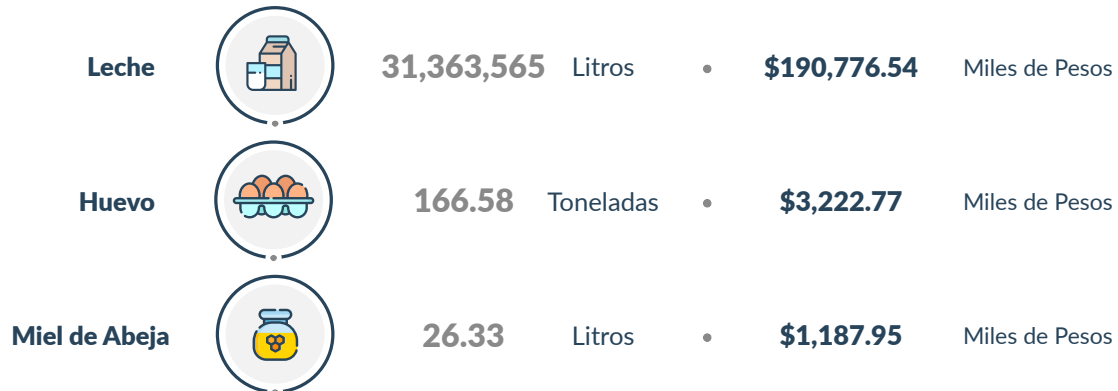 Leche 31,363,565 Litros • $190,776.54 Miles de Pesos
Huevo 166.58 Toneladas • $3,222.77 Miles de Pesos
Miel de Abeja 26.33 Litros • $1,187.95 Miles de Pesos